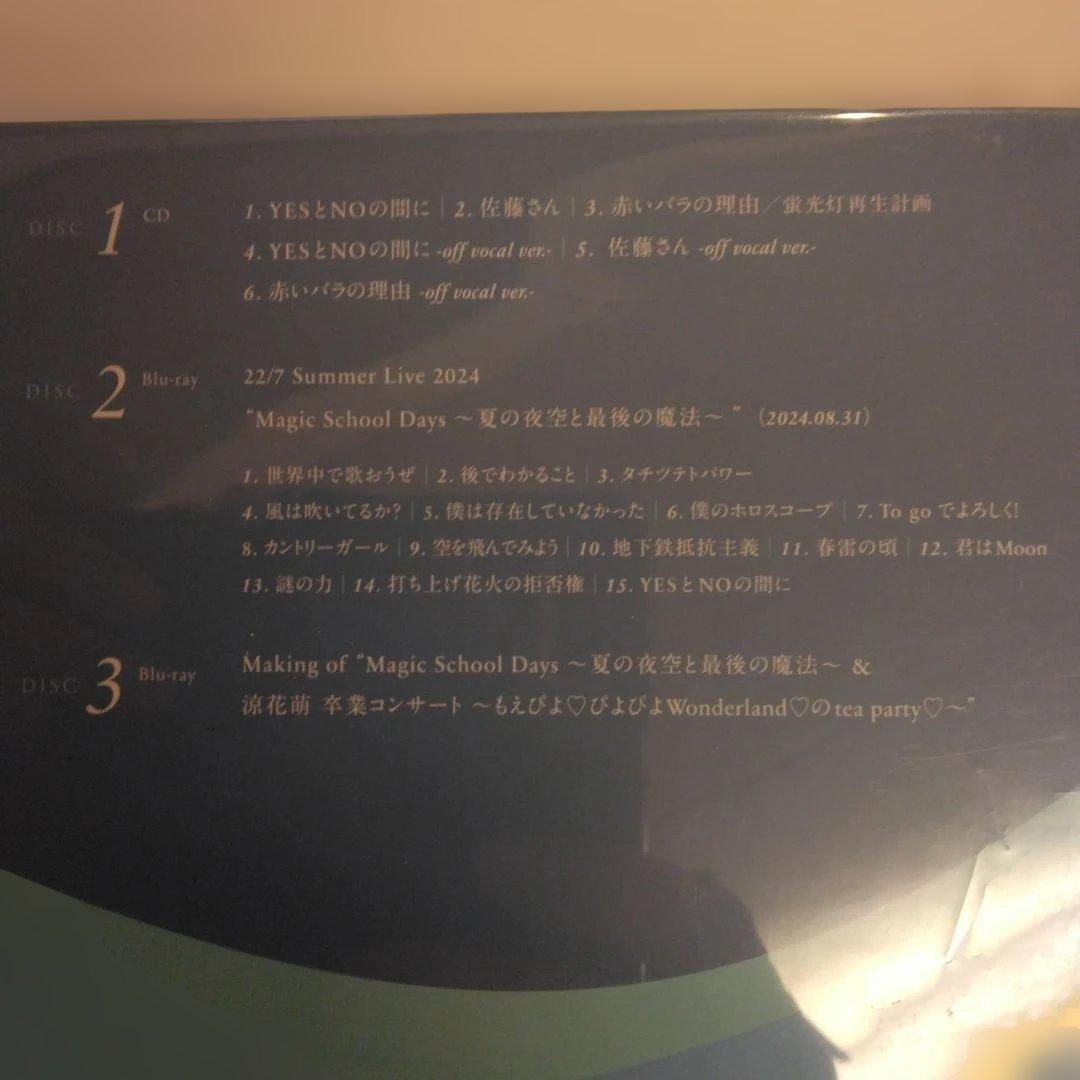 DISC 1 CD
1. YESとNOの間に | 2. 佐藤さん | 3. 赤いバラの理由／蛍光灯再生計画
4. YESとNOの間に -off vocal ver.- | 5. 佐藤さん -off vocal ver.-
6. 赤いバラの理由 -off vocal ver.-
DISC 2 Blu-ray
22/7 Summer Live 2024
“Magic School Days ～夏の夜空と最後の魔法～ ”（2024.08.31）
1. 世界中で歌おうぜ | 2. 後でわかること | 3. タチツテトパワー
4. 風は吹いてるか? | 5. 僕は存在していなかった | 6. 僕のホロスコープ | 7. To go でよろしく!
8. カントリーガール | 9. 空を飛んでみよう | 10. 地下鉄抵抗主義 | 11. 春雷の頃 | 12. 君はMoon
13. 謎の力 | 14. 打ち上げ花火の拒否権 | 15. YESとNOの間に
DISC 3 Blu-ray
Making of “Magic School Days ～夏の夜空と最後の魔法～ &
涼花萌 卒業コンサート ～もえぴよ♡ぴよぴよWonderland♡のtea party♡～”